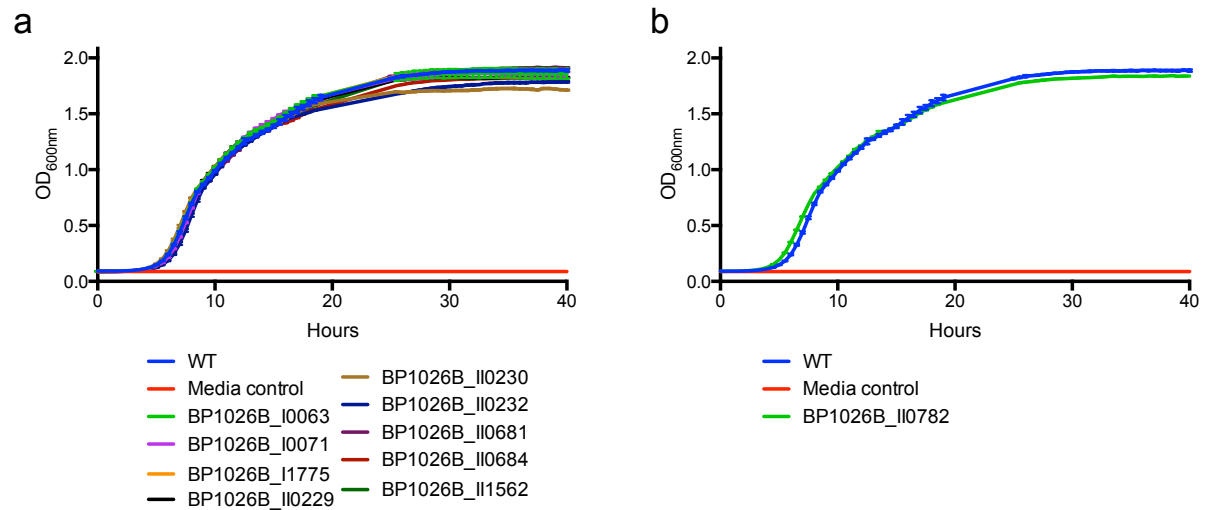 a
2.0
1.5
1.0
0.5
0.0
OD600nm
0
10
20
30
40
Hours
WT
Media control
BP1026B_I0063
BP1026B_I0071
BP1026B_I1775
BP1026B_II0229
BP1026B_II0230
BP1026B_II0232
BP1026B_II0681
BP1026B_II0684
BP1026B_II1562
b
2.0
1.5
1.0
0.5
0.0
OD600nm
0
10
20
30
40
Hours
WT
Media control
BP1026B_II0782